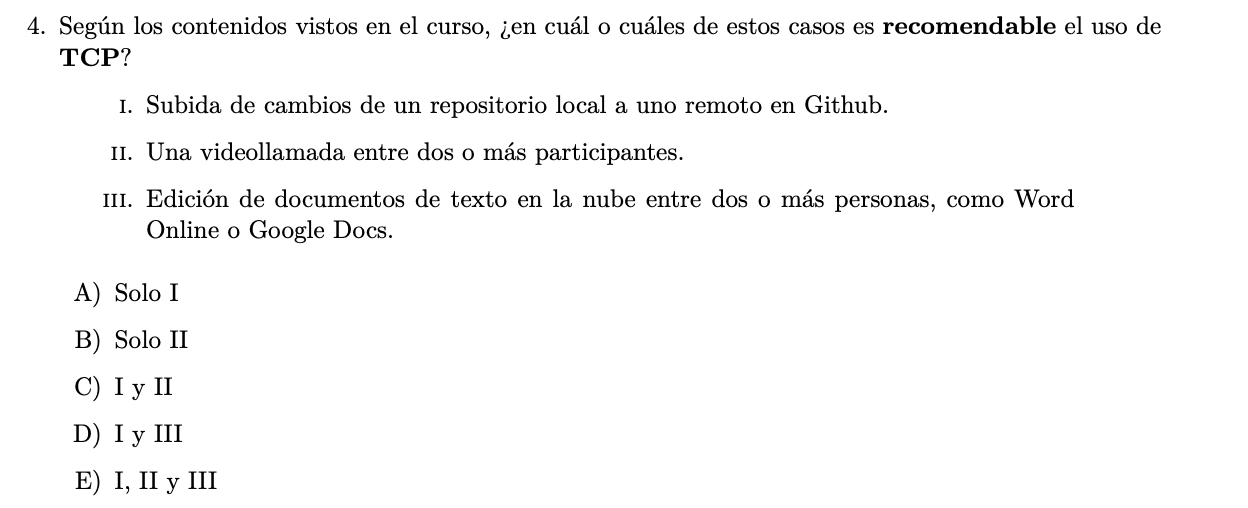 4. Según los contenidos vistos en el curso, ¿en cuál o cuáles de estos casos es recomendable el uso de
TCP?
I. Subida de cambios de un repositorio local a uno remoto en Github.
II. Una videollamada entre dos o más participantes.
III. Edición de documentos de texto en la nube entre dos o más personas, como Word
Online o Google Docs.
A) Solo I
B) Solo II
C) I y II
D) I y III
E) I, II y III